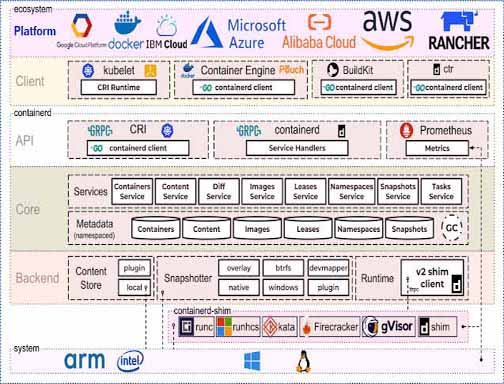 ecosystem
Platform
Google Cloud Platform
docker
IBM Cloud
Microsoft
Azure
Alibaba Cloud
aws
RANCHER
Client
kubelet
CRI Runtime
docker
Container Engine
Pouch
GO containerd client
BuildKit
GO containerd client
ctr
GO containerd client
containerd
API
GRPC
CRI
GO containerd client
GRPC
containerd
Service Handlers
Prometheus
Metrics
Core
Services
Containers
Service
Content
Service
Diff
Service
Images
Service
Leases
Service
Namespaces
Service
Snapshots
Service
Tasks
Service
Metadata
(namespaced)
Containers
Content
Images
Leases
Namespaces
Snapshots
GC
Backend
Content
Store
plugin
local
Snapshotter
overlay
btrfs
devmapper
native
windows
plugin
Runtime
v2 shim
client
ttrpc
containerd-shim
runc
runhcs
kata
Firecracker
gVisor
shim
system
arm
intel